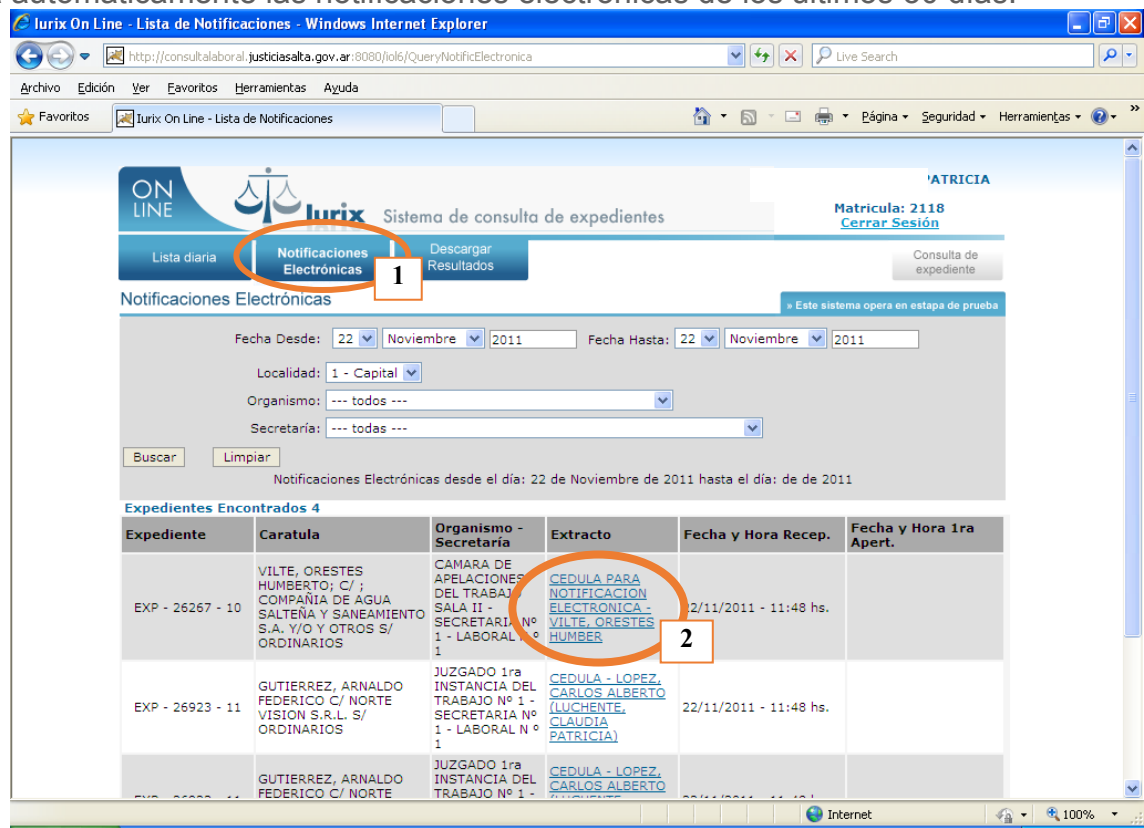 automáticamente las notificaciones electrónicas de los últimos 60 días.
Iurix On Line - Lista de Notificaciones - Windows Internet Explorer
http://consultalaboral.justiciasalta.gov.ar:8080/iol6/QueryNotificElectronica
Live Search
Archivo Edición Ver Favoritos Herramientas Ayuda
Favoritos Iurix On Line - Lista de Notificaciones Página Seguridad Herramientas
ON LINE Iurix Sistema de consulta de expedientes
PATRICIA
Matricula: 2118
Cerrar Sesión
Lista diaria Notificaciones Electrónicas Descargar Resultados Consulta de expediente
1
Notificaciones Electrónicas
» Este sistema opera en estapa de prueba
Fecha Desde: 22 Noviembre 2011 Fecha Hasta: 22 Noviembre 2011
Localidad: 1 - Capital
Organismo: --- todos ---
Secretaría: --- todas ---
Buscar Limpiar
Notificaciones Electrónicas desde el día: 22 de Noviembre de 2011 hasta el día: de de 2011
Expedientes Encontrados 4
Expediente Caratula Organismo - Secretaría Extracto Fecha y Hora Recep. Fecha y Hora 1ra Apert.
EXP - 26267 - 10
VILTE, ORESTES
HUMBERTO; C/ ;
COMPAÑIA DE AGUA
SALTEÑA Y SANEAMIENTO
S.A. Y/O Y OTROS S/
ORDINARIOS
CAMARA DE
APELACIONES
DEL TRABAJO
SALA II -
SECRETARIA Nº
1 - LABORAL N º
1
CEDULA PARA
NOTIFICACION
ELECTRONICA -
VILTE, ORESTES
HUMBER
22/11/2011 - 11:48 hs.
2
EXP - 26923 - 11
GUTIERREZ, ARNALDO
FEDERICO C/ NORTE
VISION S.R.L. S/
ORDINARIOS
JUZGADO 1ra
INSTANCIA DEL
TRABAJO Nº 1 -
SECRETARIA Nº
1 - LABORAL N º
1
CEDULA - LOPEZ,
CARLOS ALBERTO
(LUCHENTE,
CLAUDIA
PATRICIA)
22/11/2011 - 11:48 hs.
GUTIERREZ, ARNALDO
FEDERICO C/ NORTE
JUZGADO 1ra
INSTANCIA DEL
TRABAJO Nº 1 -
CEDULA - LOPEZ,
CARLOS ALBERTO
Internet 100%